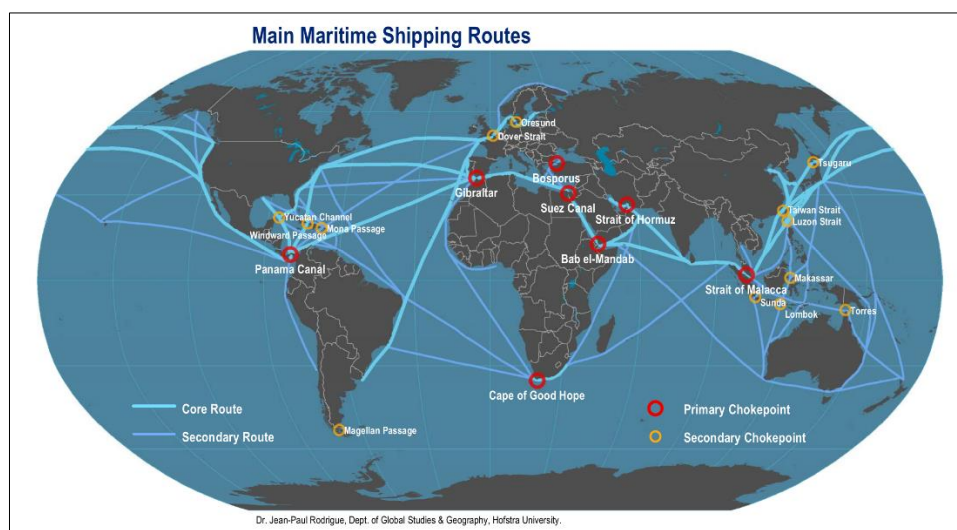 Main Maritime Shipping Routes
Oresund
Dover Strait
Tsugaru
Bosporus
Gibraltar
Suez Canal
Strait of Hormuz
Taiwan Strait
Luzon Strait
Yucatan Channel
Windward Passage
Mona Passage
Bab el-Mandab
Panama Canal
Strait of Malacca
Makassar
Sunda
Lombok
Torres
Cape of Good Hope
Magellan Passage
Core Route
Secondary Route
Primary Chokepoint
Secondary Chokepoint
Dr. Jean-Paul Rodrigue, Dept. of Global Studies & Geography, Hofstra University.